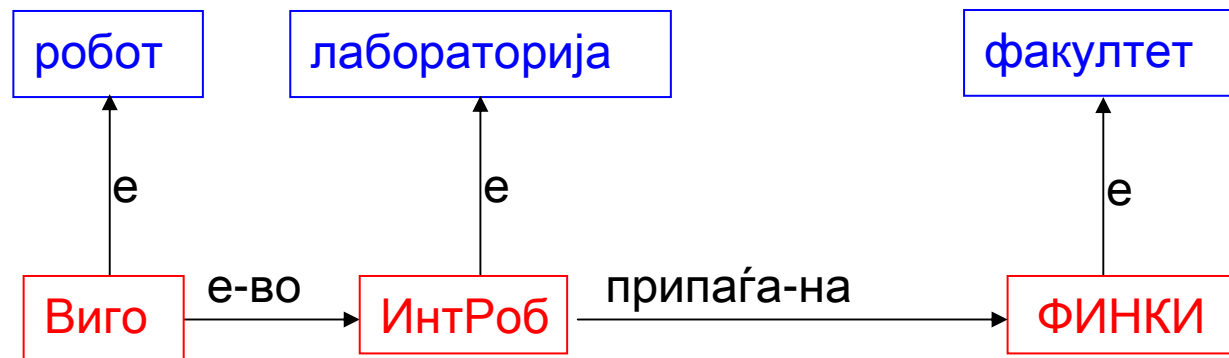 робот лабораторија факултет
е е е
е-во припаѓа-на
Виго ИнтРоб ФИНКИ